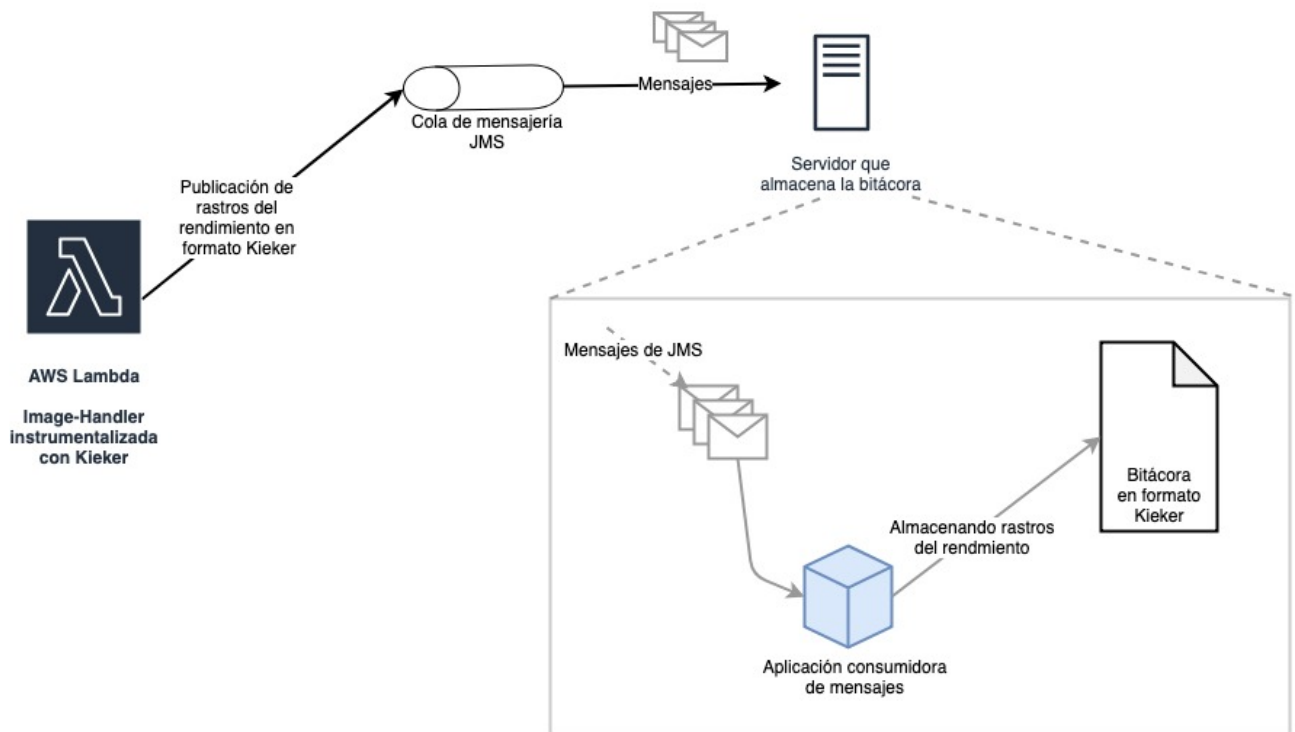 Mensajes
Cola de mensajería
JMS
Servidor que
almacena la bitácora
Publicación de
rastros del
rendimiento en
formato Kieker
AWS Lambda
Image-Handler
instrumentalizada
con Kieker
Mensajes de JMS
Bitácora
en formato
Kieker
Almacenando rastros
del rendmiento
Aplicación consumidora
de mensajes